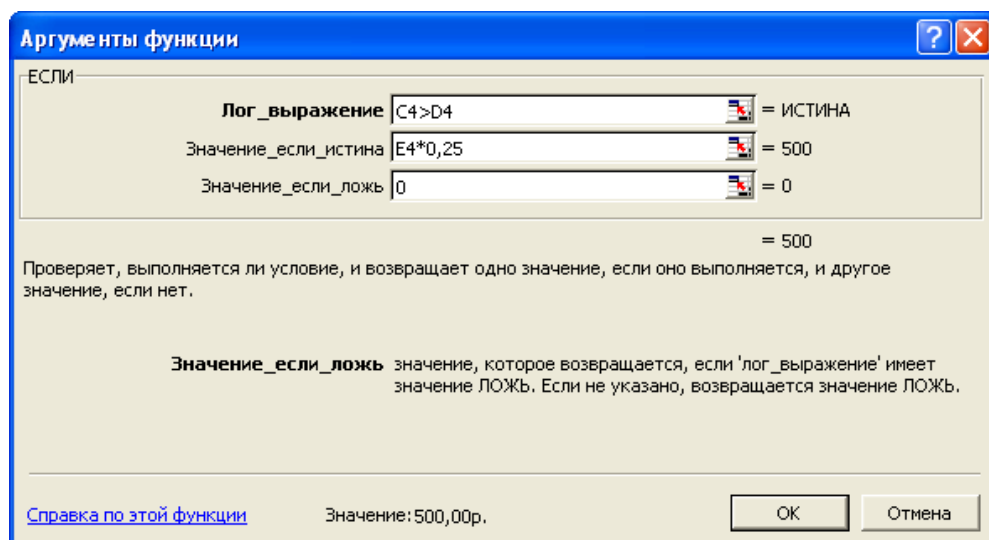 Аргументы функции
ЕСЛИ
Лог_выражение C4>D4 = ИСТИНА
Значение_если_истина E4*0,25 = 500
Значение_если_ложь 0 = 0
= 500
Проверяет, выполняется ли условие, и возвращает одно значение, если оно выполняется, и другое
значение, если нет.
Значение_если_ложь значение, которое возвращается, если 'лог_выражение' имеет
значение ЛОЖЬ. Если не указано, возвращается значение ЛОЖЬ.
Справка по этой функции Значение:500,00р. ОК Отмена